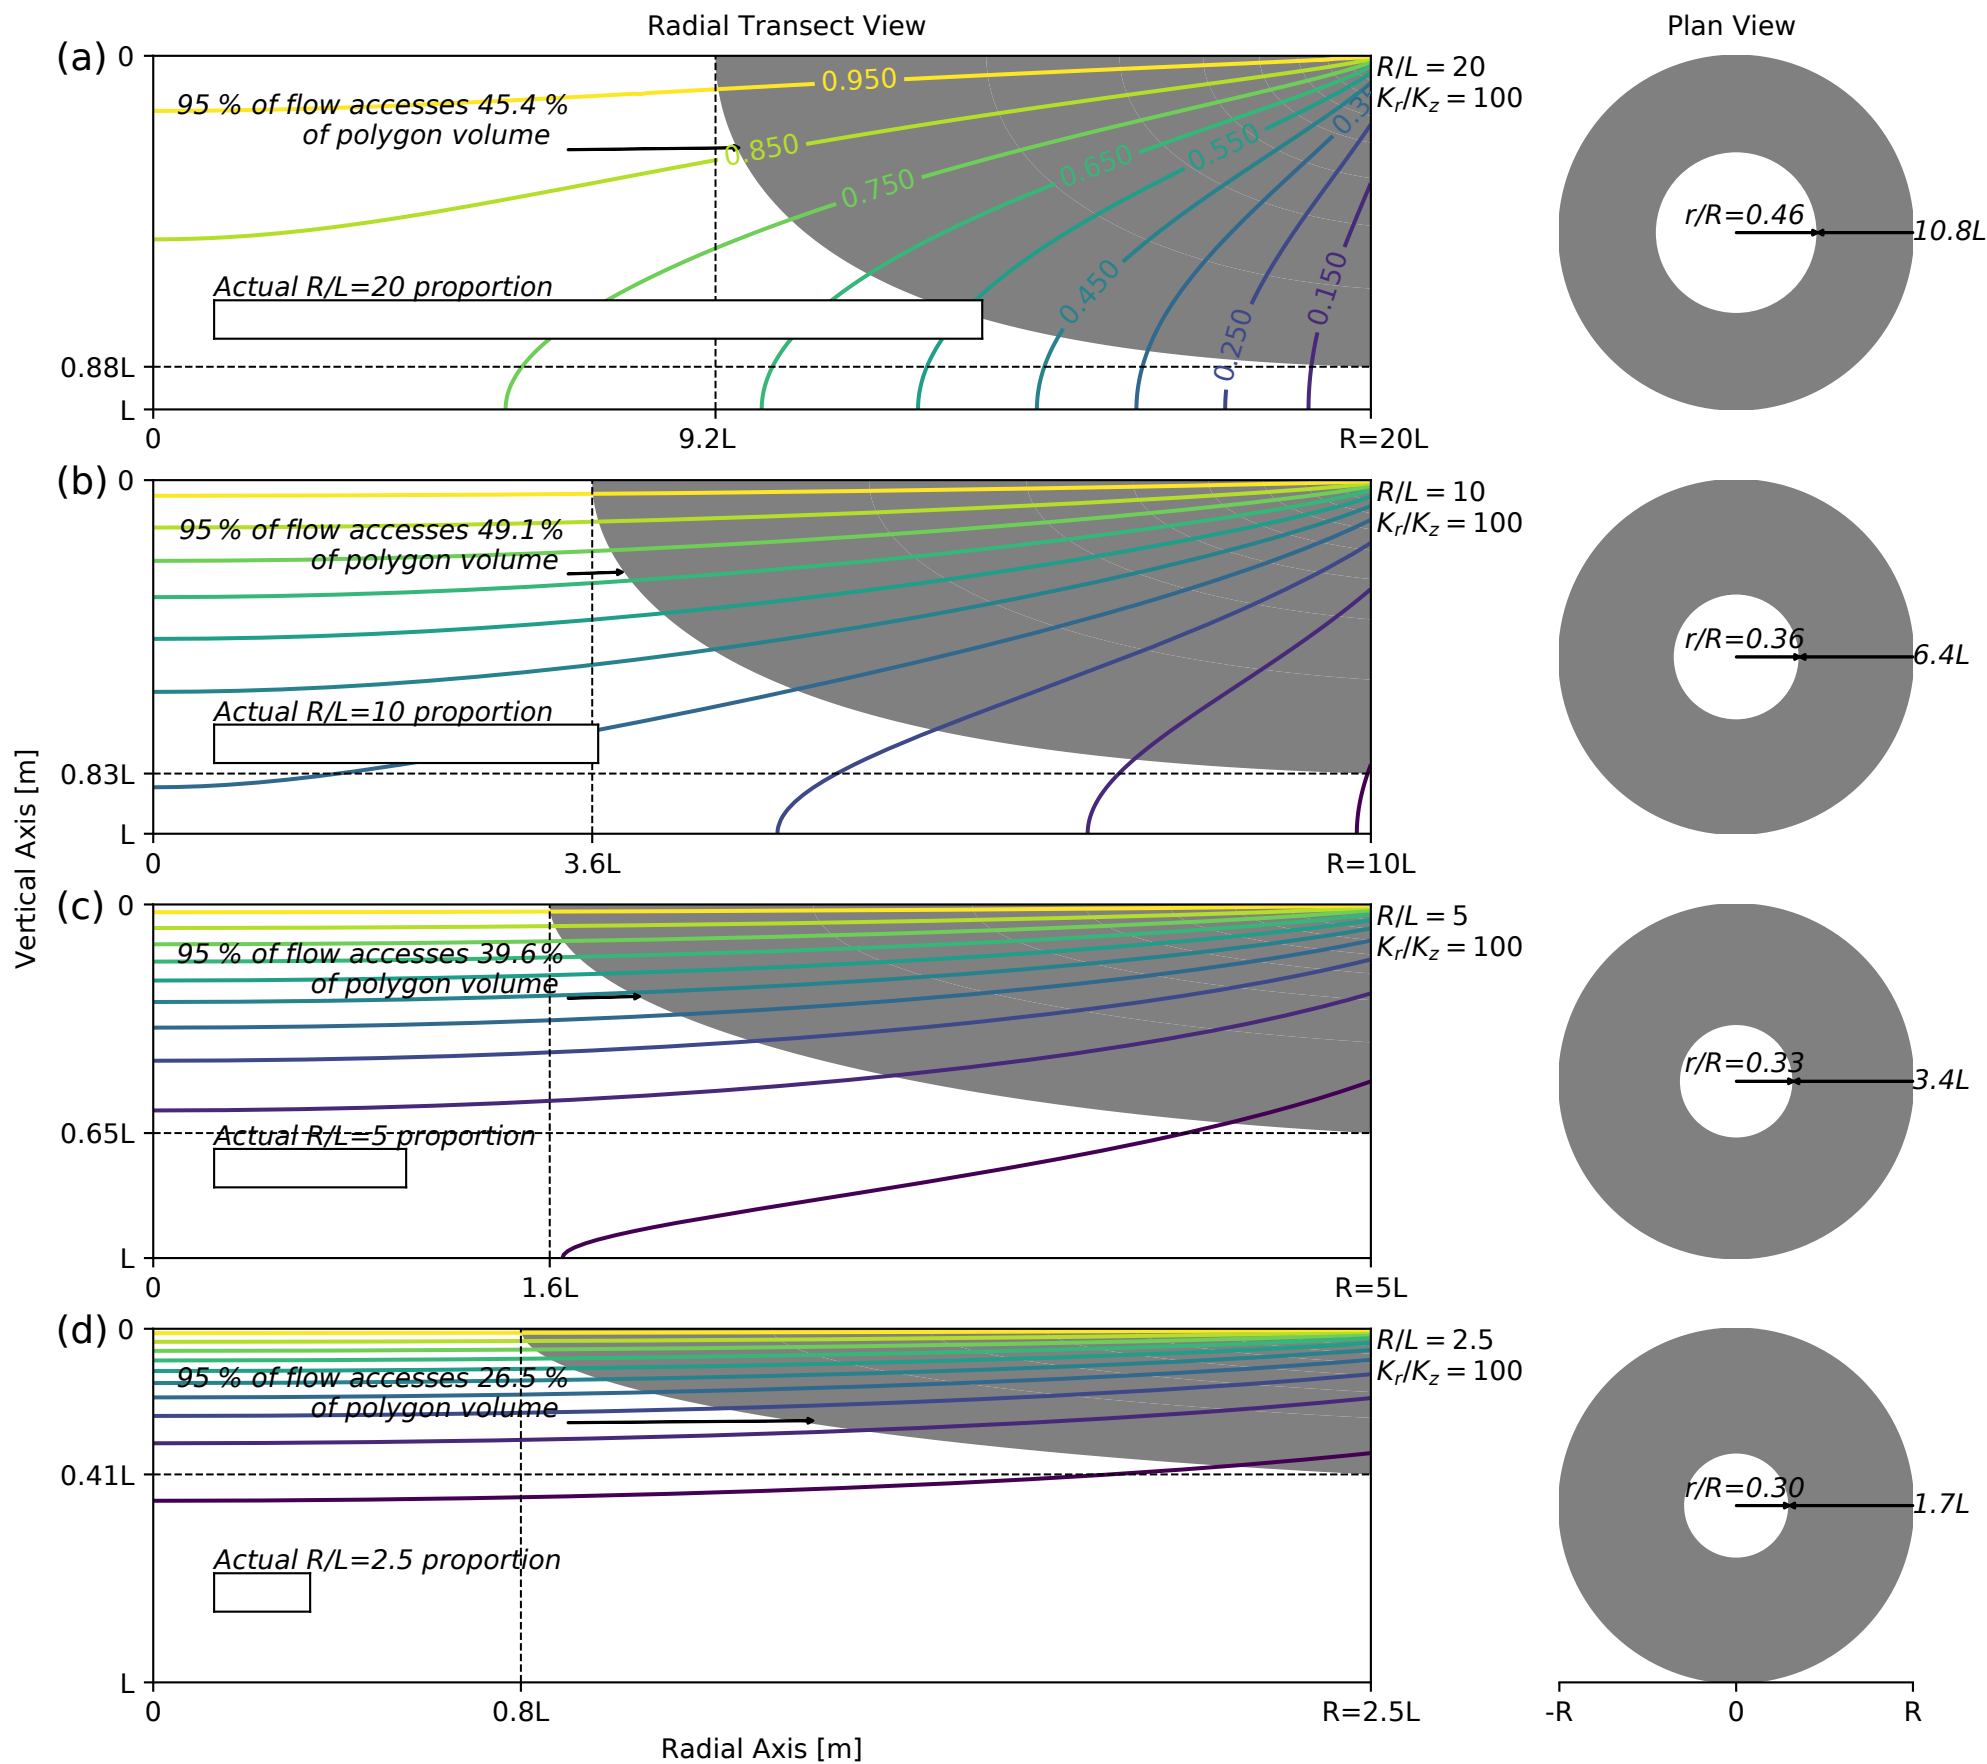 Radial Transect View
Plan View
(a)
0
95 % of flow accesses 45.4 %
of polygon volume
0.950
0.850
0.750
0.650
0.550
0.450
0.250
0.150
R/L = 20
K_r/K_z = 100
Actual R/L=20 proportion
0.88L
L
0
9.2L
R=20L
r/R=0.46
10.8L
(b)
0
95 % of flow accesses 49.1%
of polygon volume
R/L = 10
K_r/K_z = 100
Actual R/L=10 proportion
0.83L
L
0
3.6L
R=10L
r/R=0.36
6.4L
Vertical Axis [m]
(c)
0
95 % of flow accesses 39.6%
of polygon volume
R/L = 5
K_r/K_z = 100
0.65L
Actual R/L=5 proportion
L
0
1.6L
R=5L
r/R=0.33
3.4L
(d)
0
95 % of flow accesses 26.5 %
of polygon volume
R/L = 2.5
K_r/K_z = 100
0.41L
Actual R/L=2.5 proportion
L
0
0.8L
R=2.5L
Radial Axis [m]
r/R=0.30
1.7L
-R
0
R